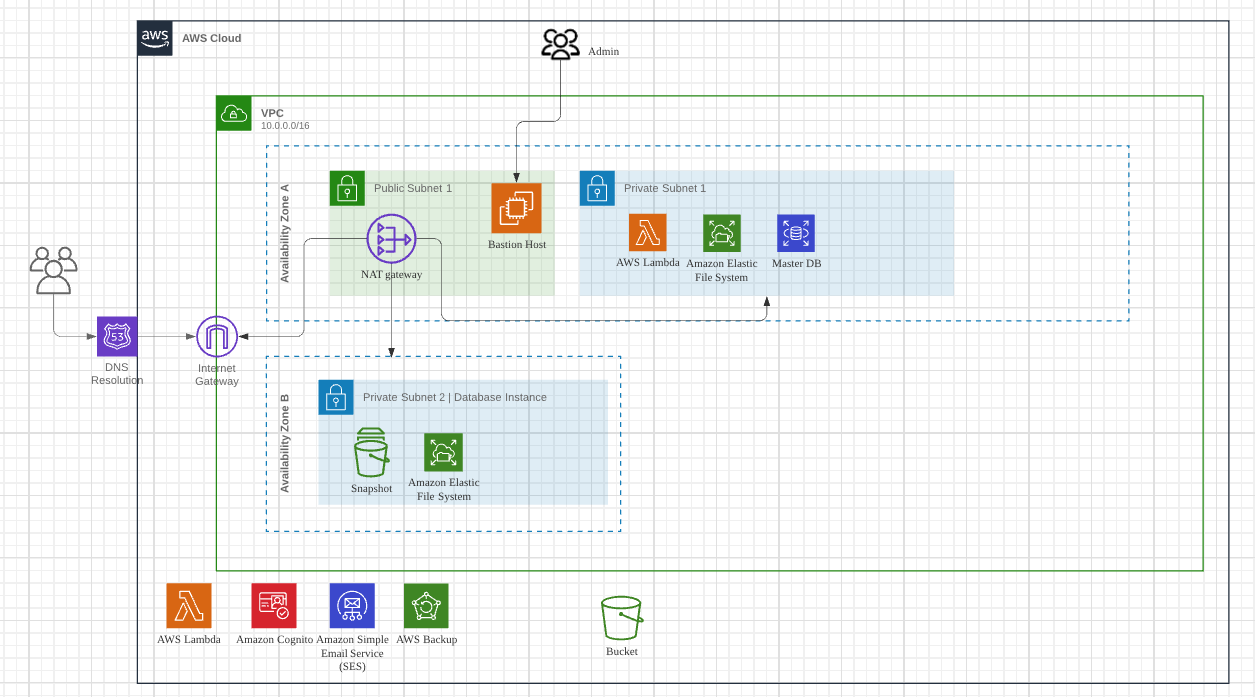 aws
AWS Cloud
Admin
VPC
10.0.0.0/16
Availability Zone A
Public Subnet 1
Bastion Host
NAT gateway
Private Subnet 1
AWS Lambda
Amazon Elastic
File System
Master DB
53
DNS
Resolution
Internet
Gateway
Availability Zone B
Private Subnet 2 | Database Instance
Snapshot
Amazon Elastic
File System
AWS Lambda
Amazon Cognito
Amazon Simple
Email Service
(SES)
AWS Backup
Bucket